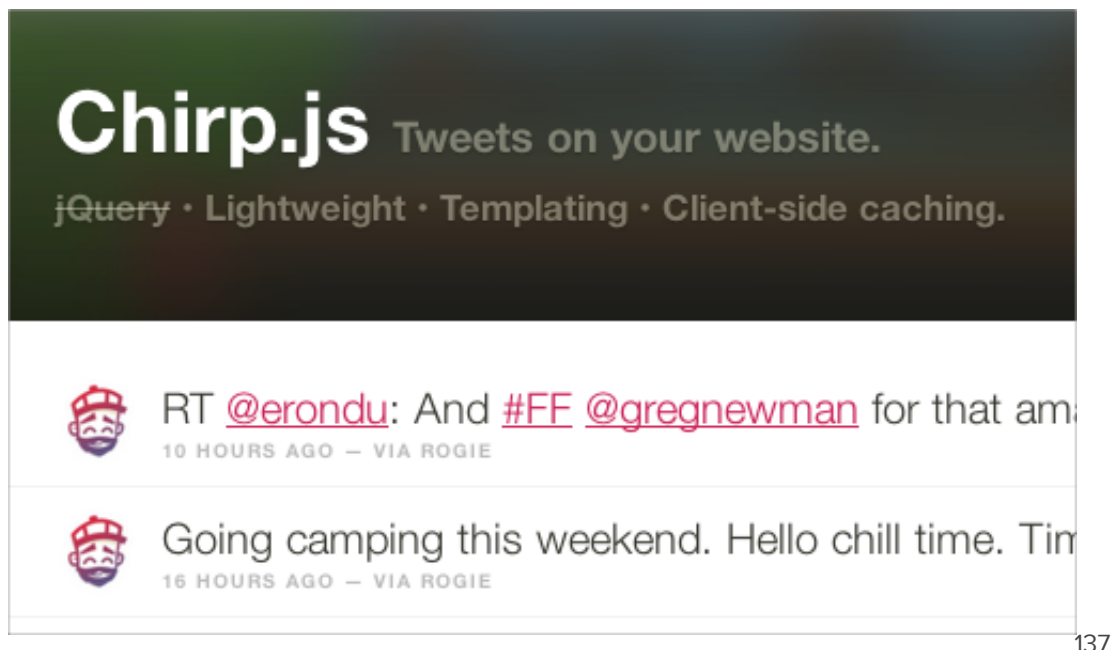 Chirp.js Tweets on your website.
jQuery • Lightweight • Templating • Client-side caching.
RT @erondu: And #FF @gregnewman for that ama
10 HOURS AGO — VIA ROGIE
Going camping this weekend. Hello chill time. Tim
16 HOURS AGO — VIA ROGIE
137